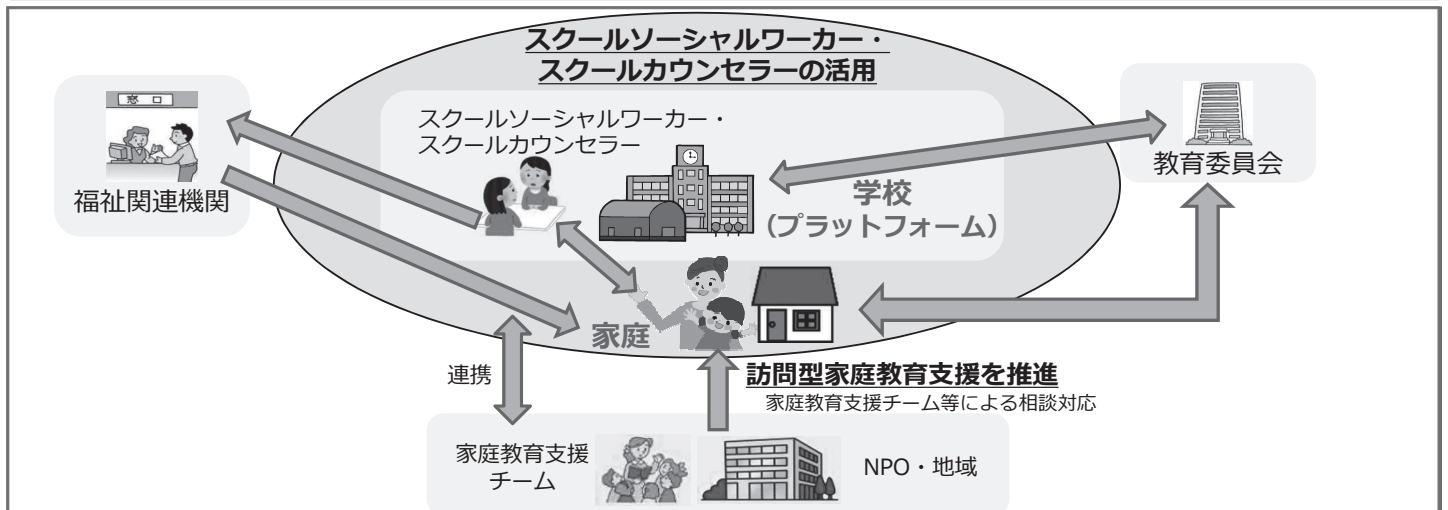 スクールソーシャルワーカー・
スクールカウンセラーの活用
窓口
福祉関連機関
スクールソーシャルワーカー・
スクールカウンセラー
学校
（プラットフォーム）
教育委員会
家庭
連携
訪問型家庭教育支援を推進
家庭教育支援チーム等による相談対応
家庭教育支援
チーム
NPO・地域